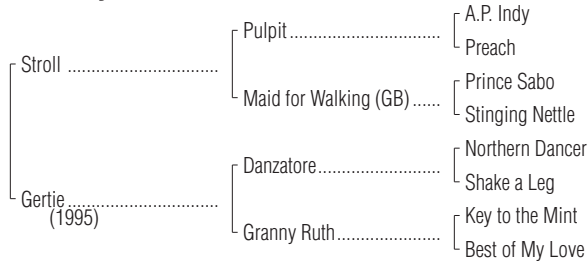 A.P. Indy
Pulpit
Preach
Stroll
Prince Sabo
Maid for Walking (GB)
Stinging Nettle
Northern Dancer
Danzatore
Shake a Leg
Gertie
(1995)
Key to the Mint
Granny Ruth
Best of My Love